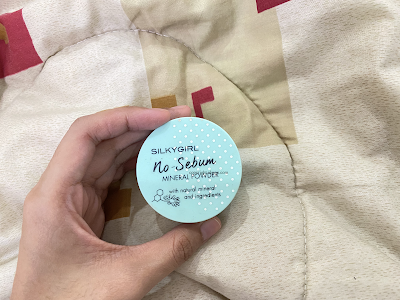 SILKYGIRL
No-Sebum
MINERAL POWDER
with natural mineral
and ingredients